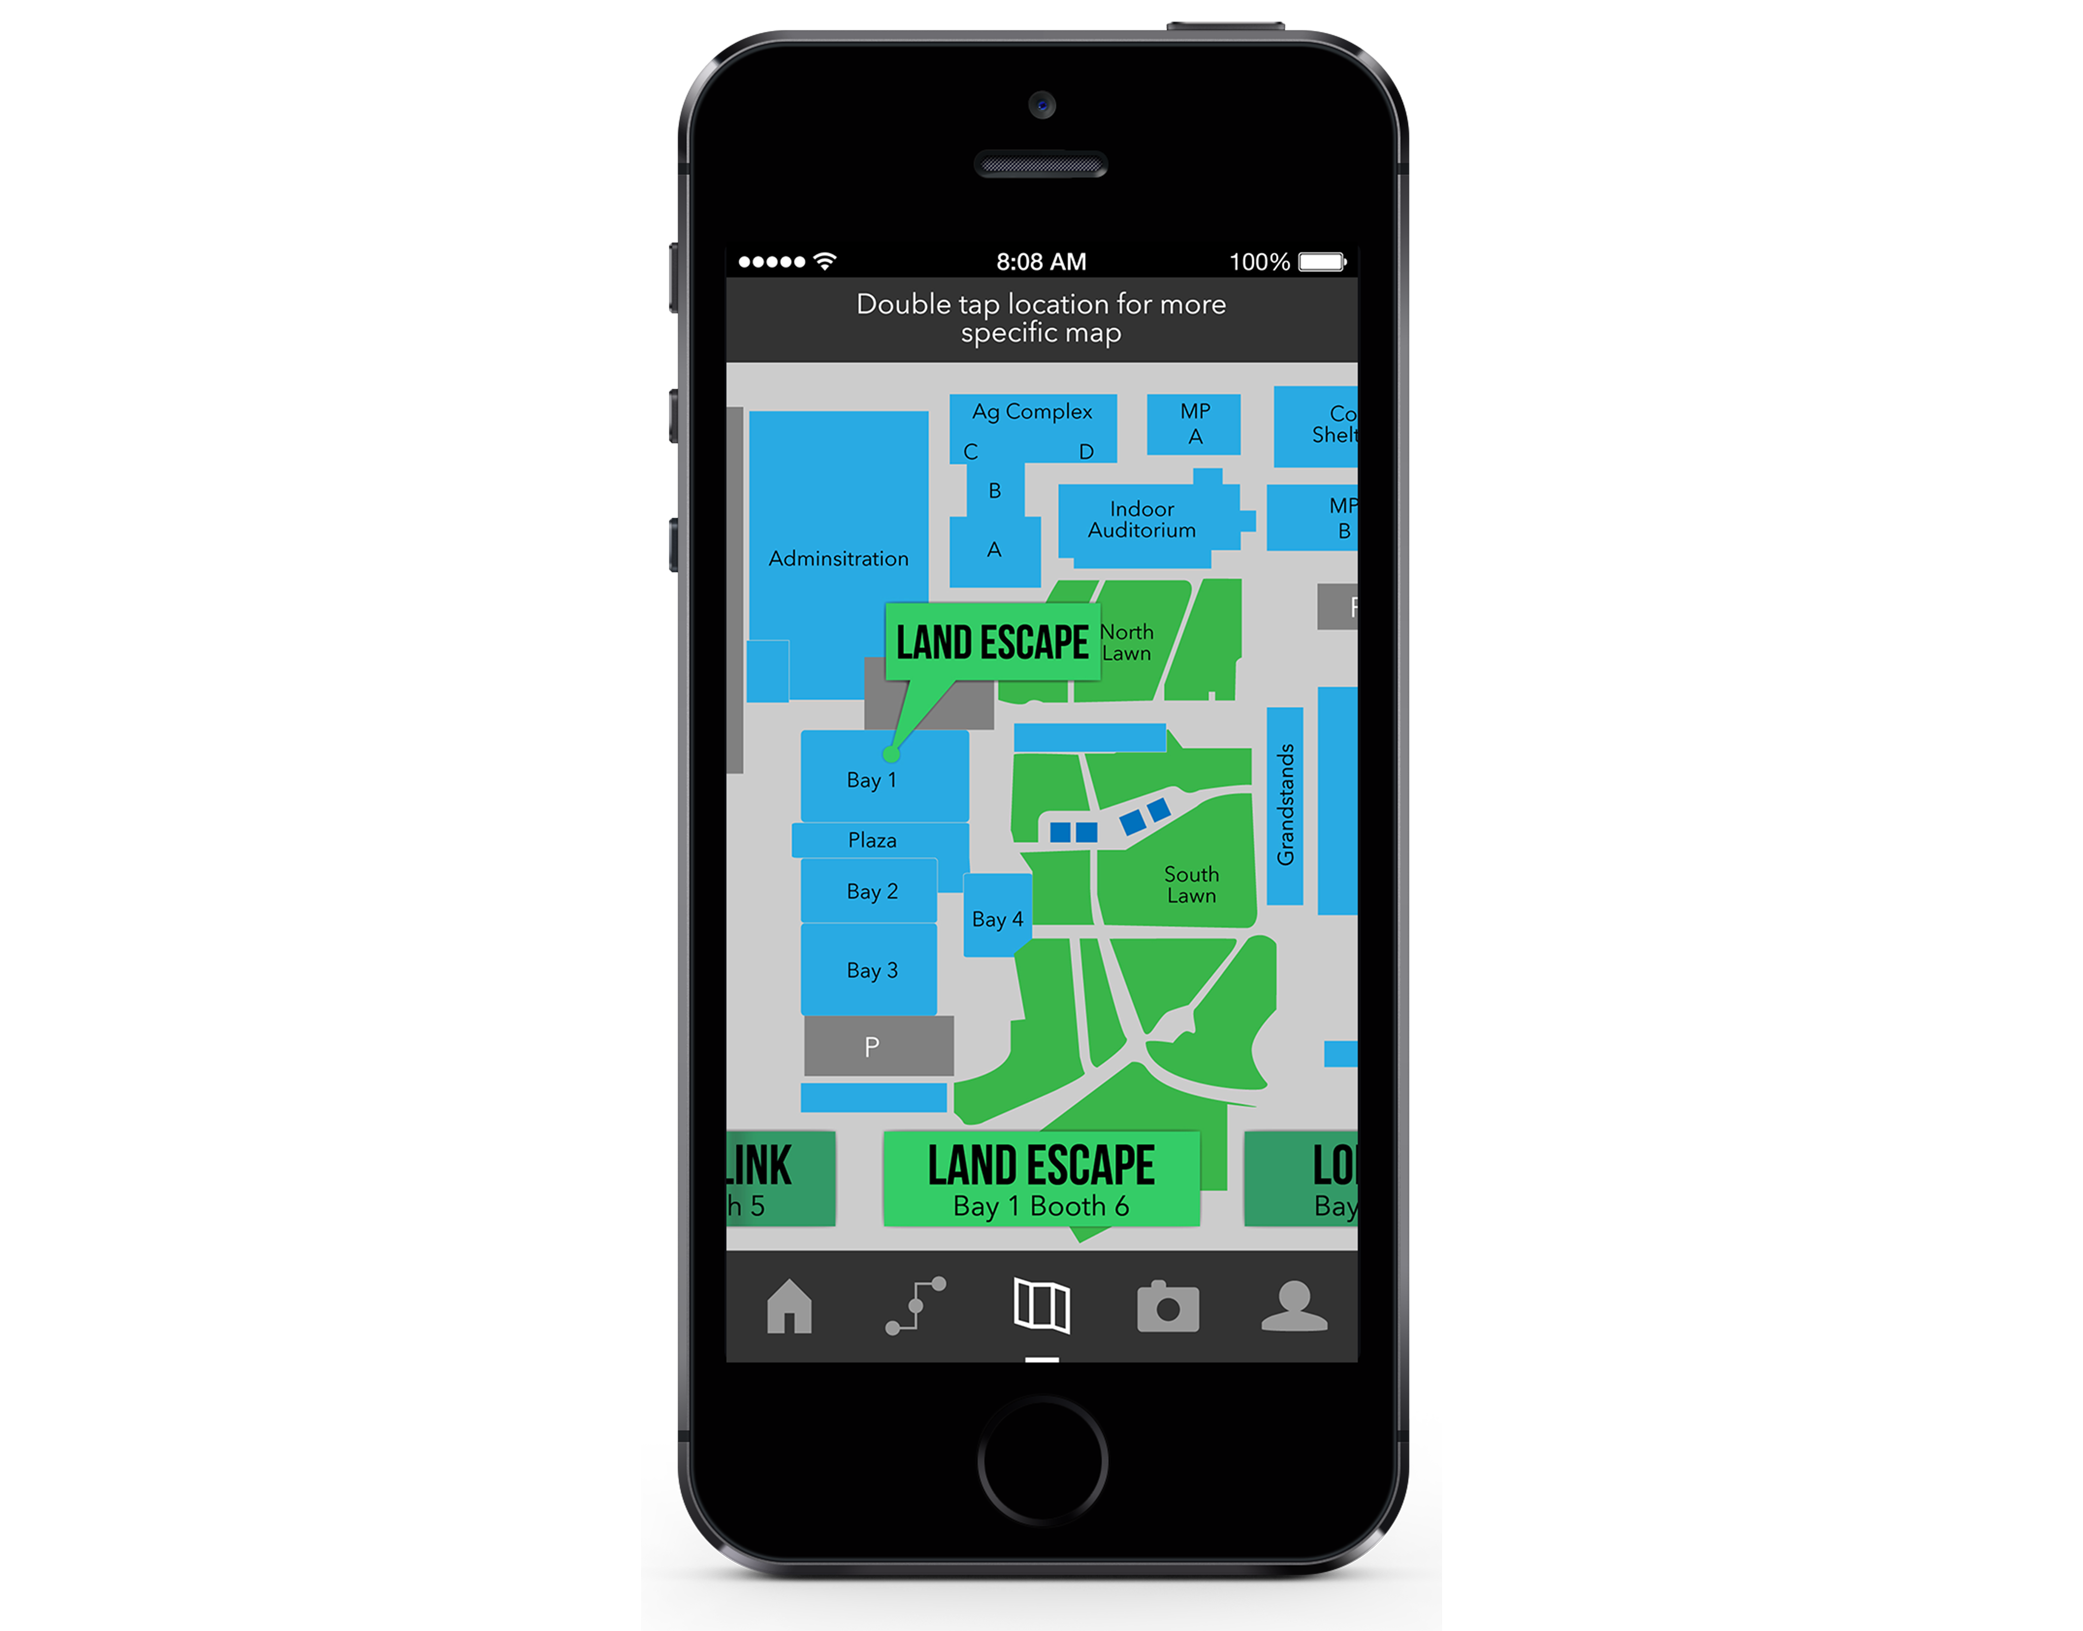 8:08 AM
100%
Double tap location for more
specific map
Ag Complex
C
D
B
A
MP
A
Co
Shelt
Indoor
Auditorium
MP
B
Adminsitration
LAND ESCAPE
North
Lawn
P
Bay 1
Plaza
Bay 2
Bay 4
Bay 3
P
South
Lawn
Grandstands
LINK
h 5
LAND ESCAPE
Bay 1 Booth 6
LO
Bay